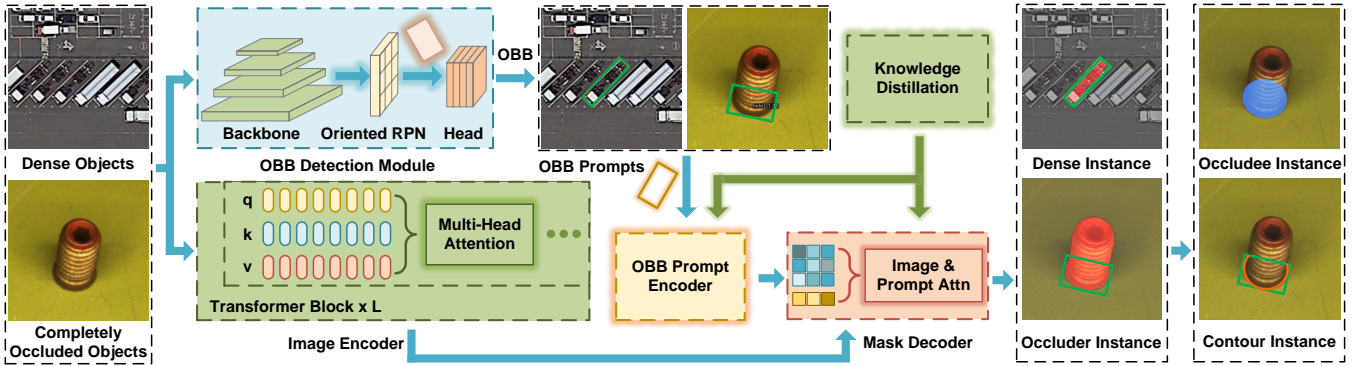 Dense Objects
Completely
Occluded Objects
Backbone
Oriented RPN
Head
OBB Detection Module
OBB
q
k
v
Multi-Head
Attention
Transformer Block x L
Image Encoder
OBB Prompts
Knowledge
Distillation
OBB Prompt
Encoder
Image &
Prompt Attn
Mask Decoder
Dense Instance
Occluder Instance
Occludee Instance
Contour Instance